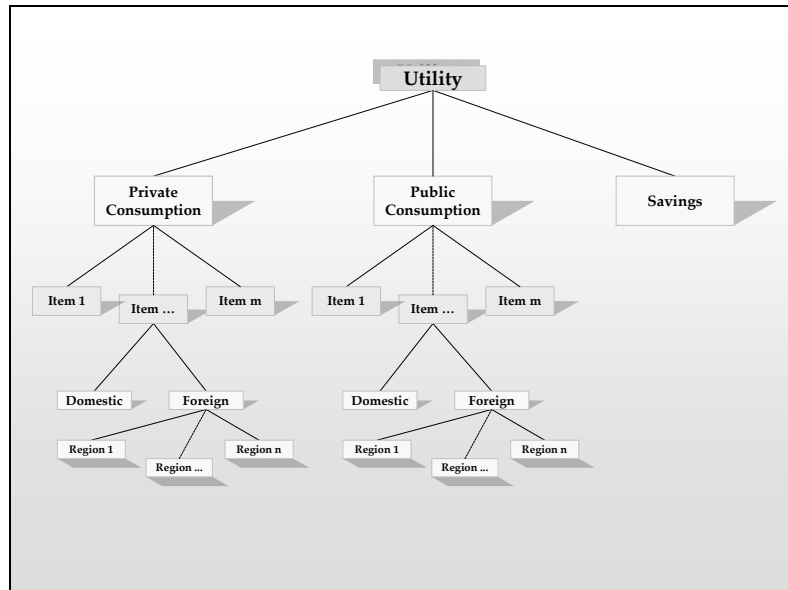 Utility
Private
Consumption
Public
Consumption
Savings
Item 1
Item ...
Item m
Item 1
Item ...
Item m
Domestic
Foreign
Domestic
Foreign
Region 1
Region ...
Region n
Region 1
Region ...
Region n